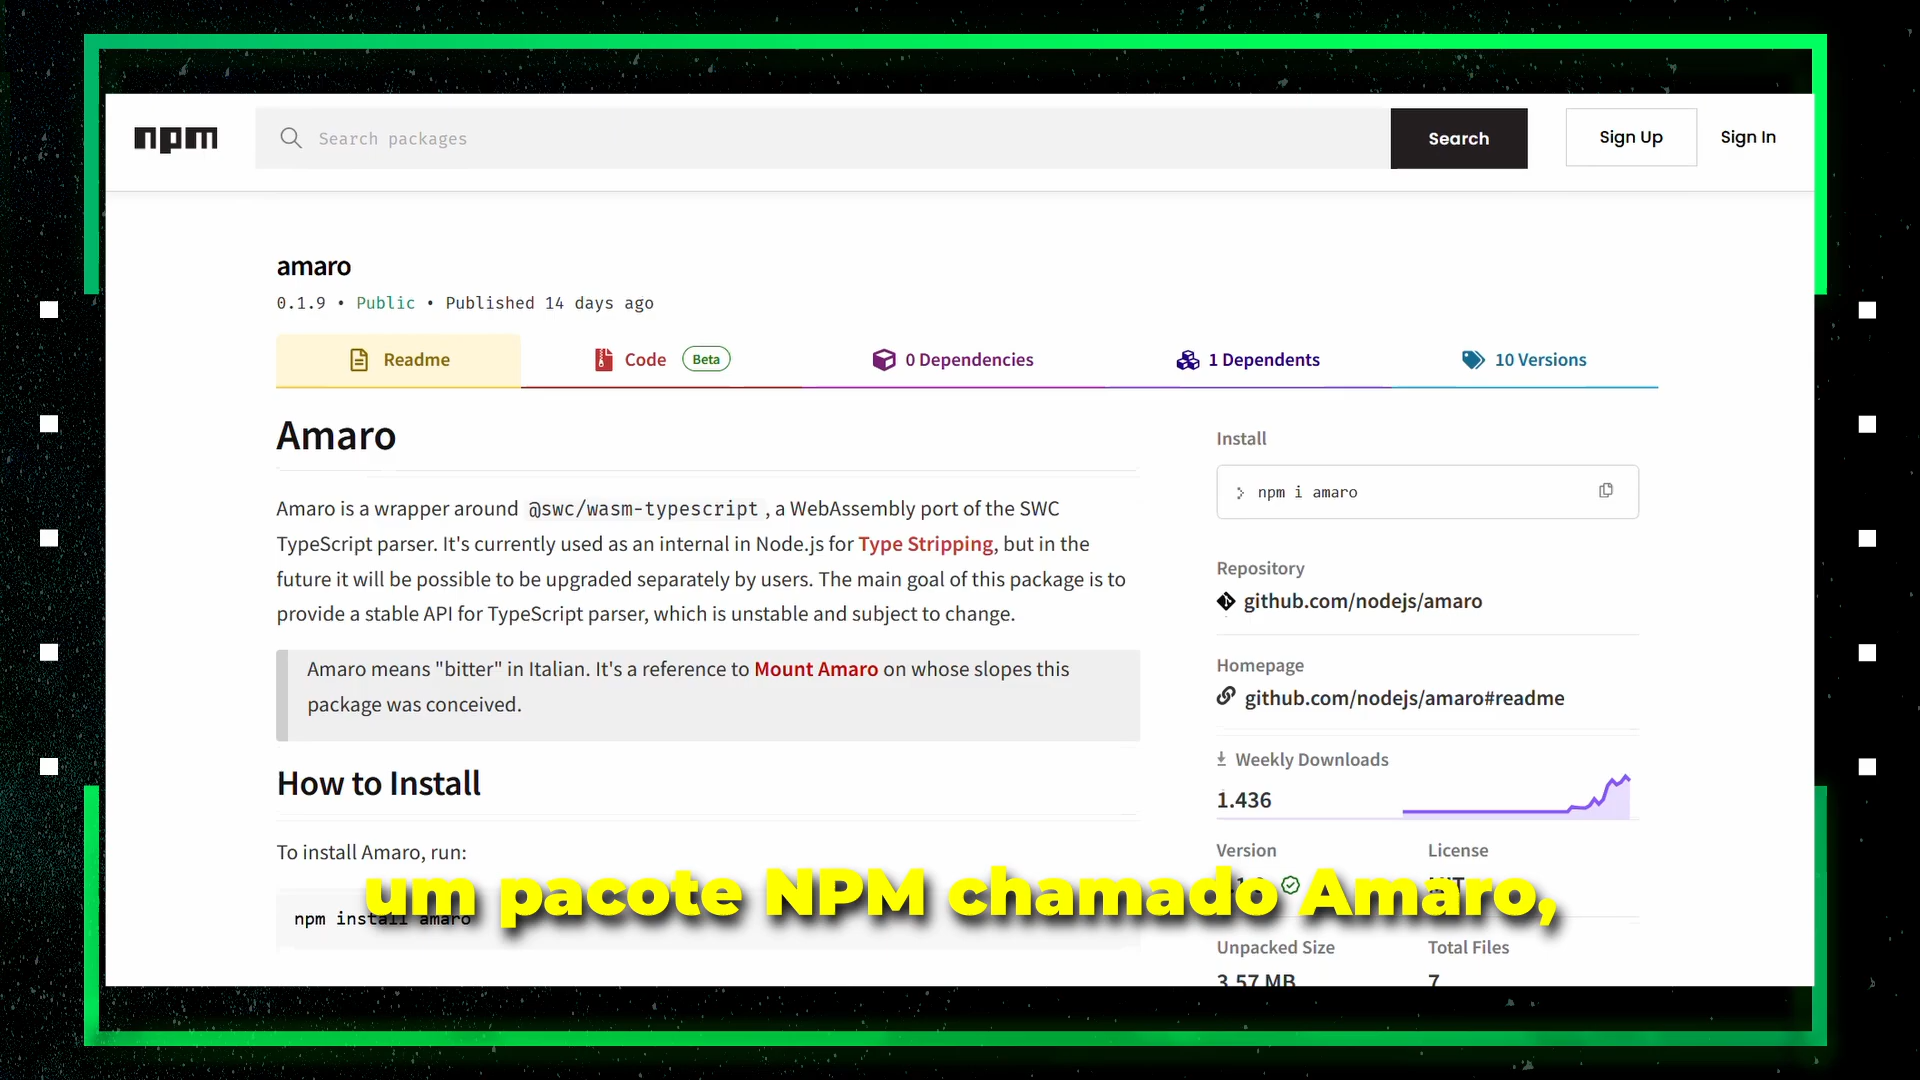 npm
Search packages
Search
Sign Up
Sign In
amaro
0.1.9 • Public • Published 14 days ago
Readme
Code Beta
0 Dependencies
1 Dependents
10 Versions
Amaro
Amaro is a wrapper around @swc/wasm-typescript , a WebAssembly port of the SWC
TypeScript parser. It's currently used as an internal in Node.js for Type Stripping, but in the
future it will be possible to be upgraded separately by users. The main goal of this package is to
provide a stable API for TypeScript parser, which is unstable and subject to change.
Amaro means "bitter" in Italian. It's a reference to Mount Amaro on whose slopes this
package was conceived.
How to Install
To install Amaro, run:
npm install amaro
Install
npm i amaro
Repository
github.com/nodejs/amaro
Homepage
github.com/nodejs/amaro#readme
Weekly Downloads
1.436
Version
License
Unpacked Size
Total Files
3.57 MB
7
um pacote NPM chamado Amaro,